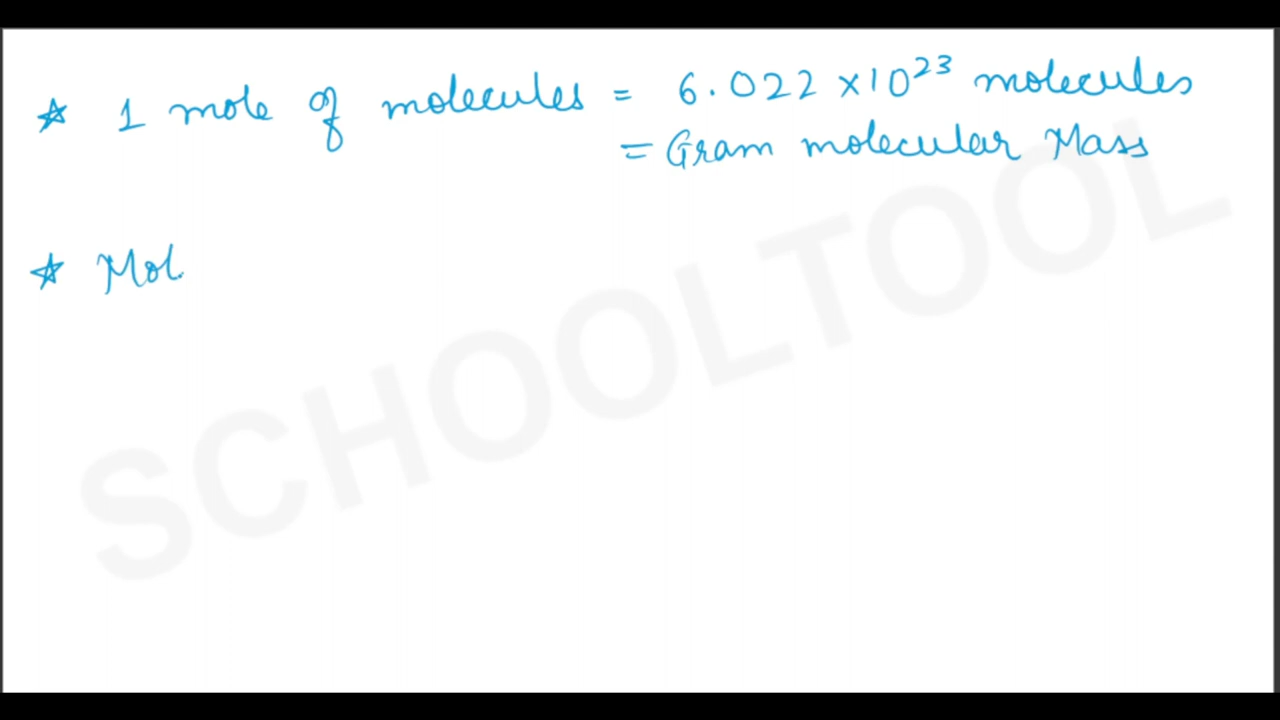 ☆ 1 mole of molecules = 6.022 ×10²³ molecules
= Gram molecular Mass
☆ Mol
SCHOOLTOOL